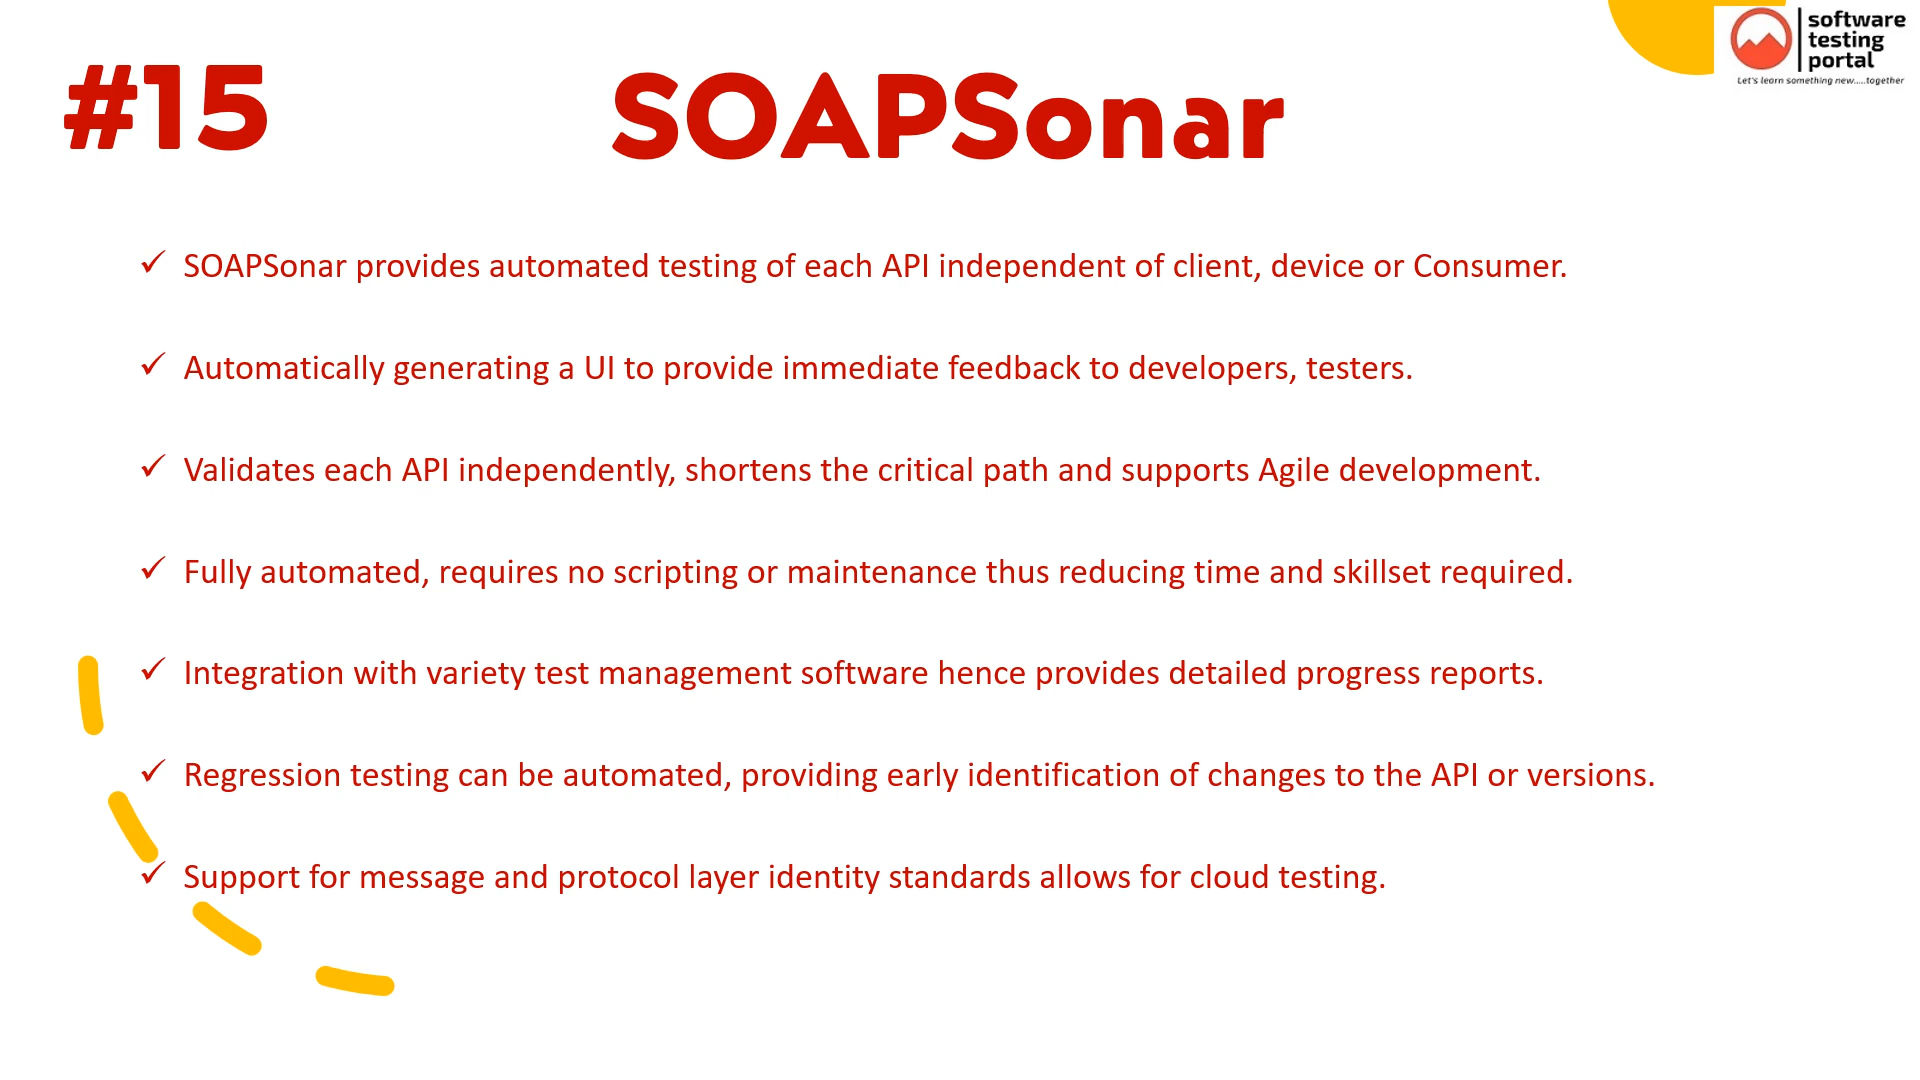 software
testing
portal
Let's learn something new.....together
#15
SOAPSonar
✓ SOAPSonar provides automated testing of each API independent of client, device or Consumer.
✓ Automatically generating a UI to provide immediate feedback to developers, testers.
✓ Validates each API independently, shortens the critical path and supports Agile development.
✓ Fully automated, requires no scripting or maintenance thus reducing time and skillset required.
✓ Integration with variety test management software hence provides detailed progress reports.
✓ Regression testing can be automated, providing early identification of changes to the API or versions.
✓ Support for message and protocol layer identity standards allows for cloud testing.